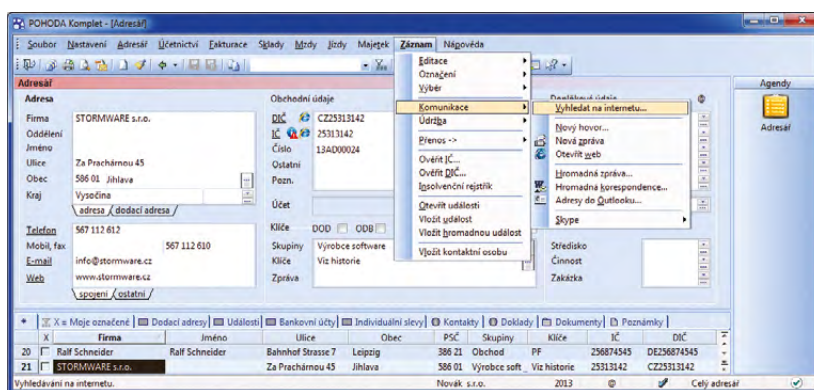 POHODA Komplet - [Adresář]
Soubor Nastavení Adresář Účetnictví Fakturace Sklady Mzdy Jízdy Majetek Záznam Nápověda
Adresář
Agendy
Adresář
Adresa
Firma STORMWARE s.r.o.
Oddělení
Jméno
Ulice Za Prachárnou 45
Obec 586 01 Jihlava
Kraj Vysočina
adresa / dodací adresa
Telefon 567 112 612
Mobil, fax 567 112 610
E-mail info@stormware.cz
Web www.stormware.cz
spojení / ostatní
Obchodní údaje
DIČ CZ25313142
IČ 25313142
Číslo 13AD00024
Ostatní
Pozn.
Účet
Klíče DOD ODB
Skupiny Výrobce software
Klíče Viz historie
Zpráva
Editace
Označení
Výběr
Komunikace
Údržba
Přenos ->
Ověřit IČ...
Ověřit DIČ...
Insolvenční rejstřík
Otevřít události
Vložit událost
Vložit hromadnou událost
Vložit kontaktní osobu
Doplňkové údaje
Vyhledat na internetu...
Nový hovor...
Nová zpráva
Otevřít web
Hromadná zpráva...
Hromadná korespondence...
Adresy do Outlooku...
Skype
Středisko
Činnost
Zakázka
* X = Moje označené Dodací adresy Události Bankovní účty Individuální slevy Kontakty Doklady Dokumenty Poznámky
X Firma Jméno Ulice Obec PSČ Skupiny Klíče IČ DIČ
20 Ralf Schneider Ralf Schneider Bahnhof Strasse 7 Leipzig 386 21 Obchod PF 256874545 DE256874545
21 STORMWARE s.r.o. Za Prachárnou 45 Jihlava 586 01 Výrobce soft Viz historie 25313142 CZ25313142
Vyhledávání na internetu. Novák s.r.o. 2013 @ Celý adresář